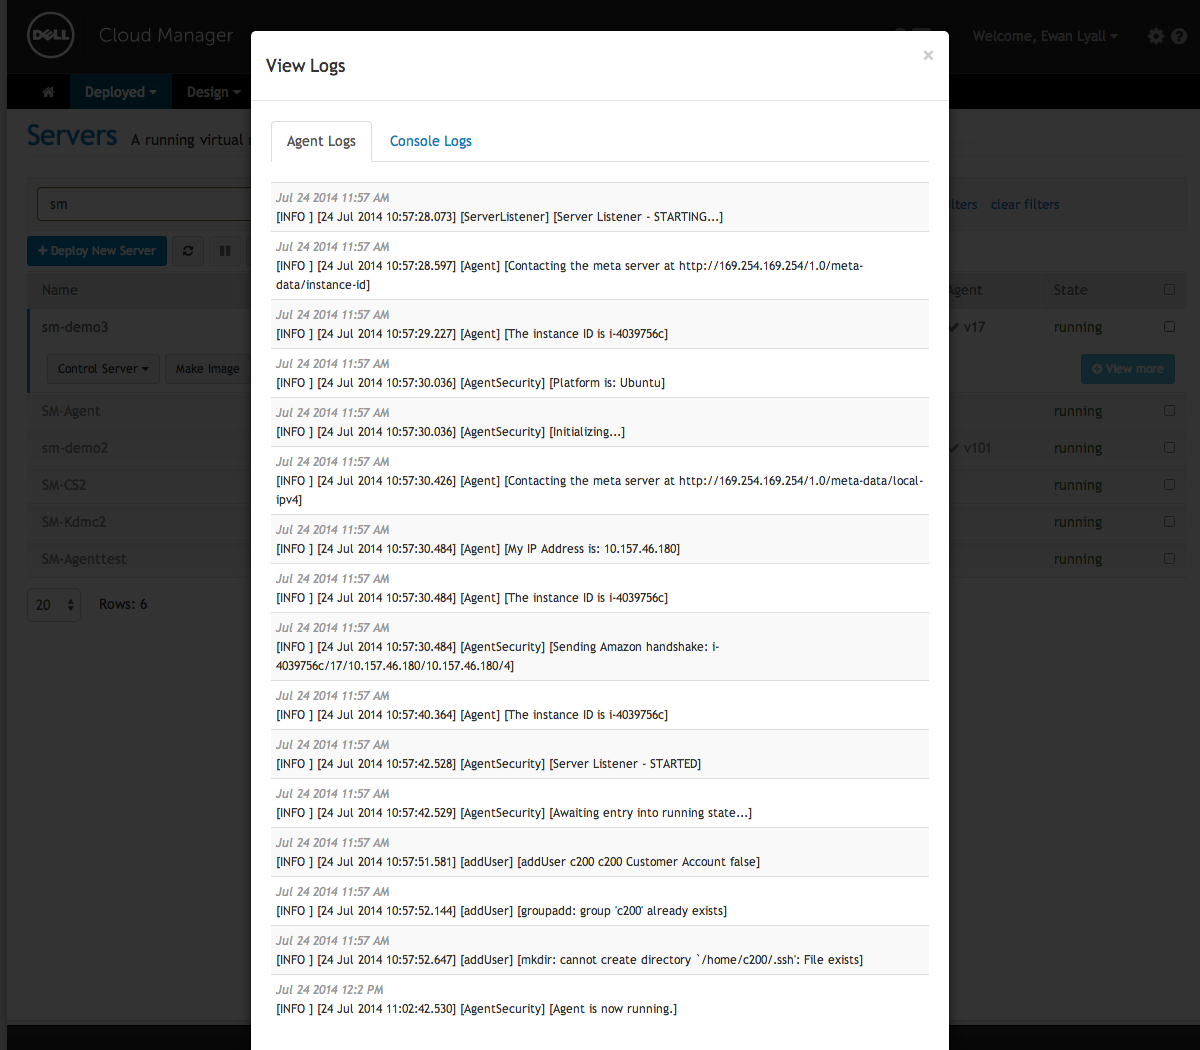 DELL
Cloud Manager
Welcome, Ewan Lyall
Deployed
Design
Servers A running virtual
sm
clear filters
+ Deploy New Server
Name
Agent
State
sm-demo3
v17
running
Control Server
Make Image
View more
SM-Agent
running
sm-demo2
v101
running
SM-CS2
running
SM-Kdmc2
running
SM-Agenttest
running
20
Rows: 6
View Logs
×
Agent Logs
Console Logs
Jul 24 2014 11:57 AM
[INFO ] [24 Jul 2014 10:57:28.073] [ServerListener] [Server Listener - STARTING...]
Jul 24 2014 11:57 AM
[INFO ] [24 Jul 2014 10:57:28.597] [Agent] [Contacting the meta server at http://169.254.169.254/1.0/meta-
data/instance-id]
Jul 24 2014 11:57 AM
[INFO ] [24 Jul 2014 10:57:29.227] [Agent] [The instance ID is i-4039756c]
Jul 24 2014 11:57 AM
[INFO ] [24 Jul 2014 10:57:30.036] [AgentSecurity] [Platform is: Ubuntu]
Jul 24 2014 11:57 AM
[INFO ] [24 Jul 2014 10:57:30.036] [AgentSecurity] [Initializing...]
Jul 24 2014 11:57 AM
[INFO ] [24 Jul 2014 10:57:30.426] [Agent] [Contacting the meta server at http://169.254.169.254/1.0/meta-data/local-
ipv4]
Jul 24 2014 11:57 AM
[INFO ] [24 Jul 2014 10:57:30.484] [Agent] [My IP Address is: 10.157.46.180]
Jul 24 2014 11:57 AM
[INFO ] [24 Jul 2014 10:57:30.484] [Agent] [The instance ID is i-4039756c]
Jul 24 2014 11:57 AM
[INFO ] [24 Jul 2014 10:57:30.484] [AgentSecurity] [Sending Amazon handshake: i-
4039756c/17/10.157.46.180/10.157.46.180/4]
Jul 24 2014 11:57 AM
[INFO ] [24 Jul 2014 10:57:40.364] [Agent] [The instance ID is i-4039756c]
Jul 24 2014 11:57 AM
[INFO ] [24 Jul 2014 10:57:42.528] [AgentSecurity] [Server Listener - STARTED]
Jul 24 2014 11:57 AM
[INFO ] [24 Jul 2014 10:57:42.529] [AgentSecurity] [Awaiting entry into running state...]
Jul 24 2014 11:57 AM
[INFO ] [24 Jul 2014 10:57:51.581] [addUser] [addUser c200 c200 Customer Account false]
Jul 24 2014 11:57 AM
[INFO ] [24 Jul 2014 10:57:52.144] [addUser] [groupadd: group 'c200' already exists]
Jul 24 2014 11:57 AM
[INFO ] [24 Jul 2014 10:57:52.647] [addUser] [mkdir: cannot create directory `/home/c200/.ssh': File exists]
Jul 24 2014 12:2 PM
[INFO ] [24 Jul 2014 11:02:42.530] [AgentSecurity] [Agent is now running.]